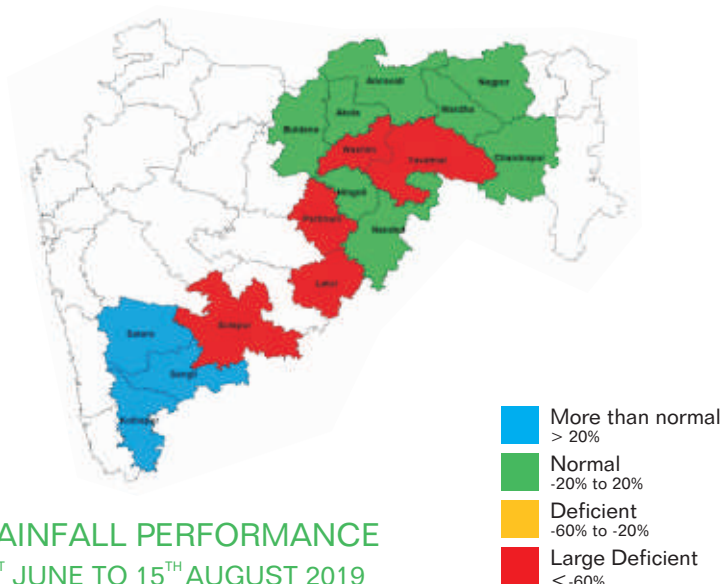 Amravati
Nagpur
Akola
Wardha
Buldana
Washim
Yavatmal
Chandrapur
Hingoli
Parbhani
Nanded
Latur
Satara
Solapur
Sangli
Kolhapur
More than normal
> 20%
Normal
-20% to 20%
Deficient
-60% to -20%
Large Deficient
<-60%
AINFALL PERFORMANCE
T JUNE TO 15TH AUGUST 2019